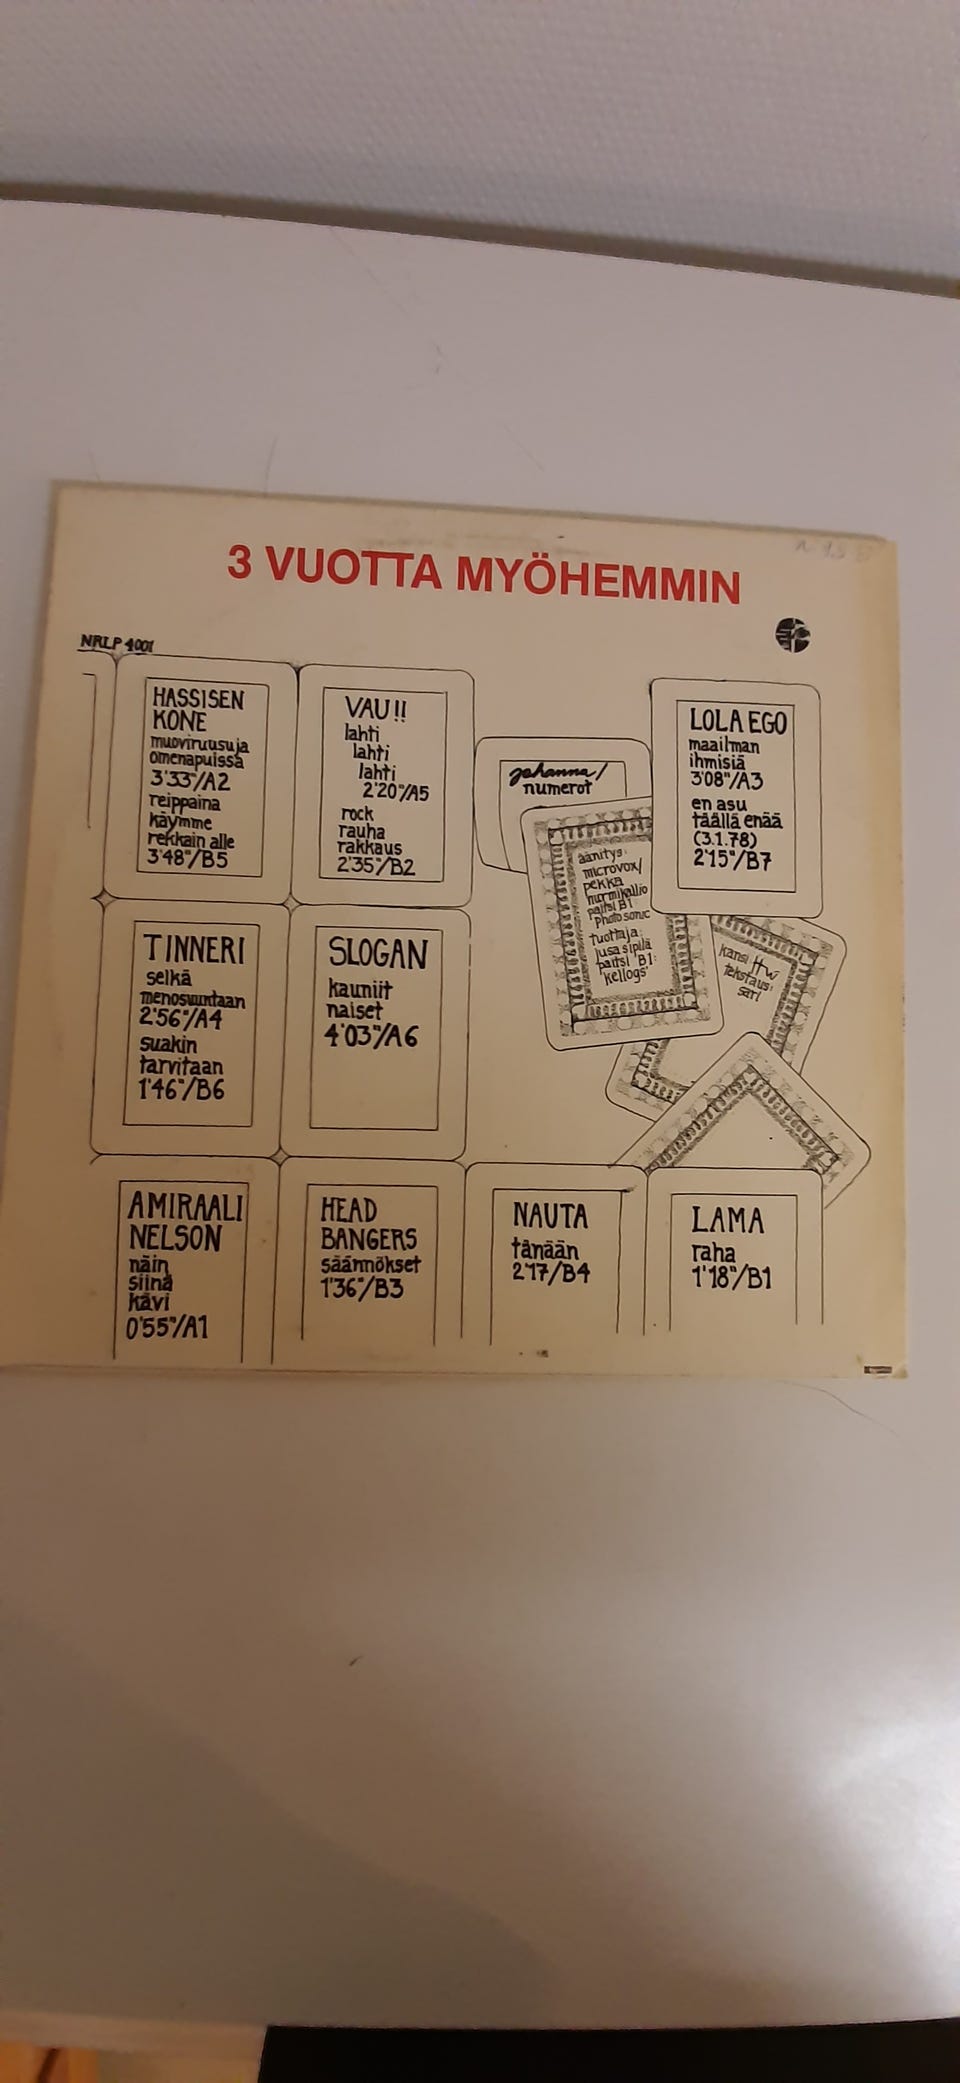 3 VUOTTA MYÖHEMMIN
NRLP 4001
HASSISEN
KONE
muoviruusuja
omenapuissa
3'33"/A2
reippaina
käymme
rekkain alle
3'48"/B5
VAU!!
lahti
lahti
lahti
2'20"/A5
rock
rauha
rakkaus
2'35"/B2
johanna/
numerot
LOLA EGO
maailman
ihmisiä
3'08"/A3
en asu
täällä enää
(3.1.78)
2'15"/B7
äänitys:
microvox/
pekka
nurmikallio
paitsi B1
photosonic
tuottaja:
jusa sipilä
paitsi B1:
'kellogs'
kansi HW
tekstaus:
sari
TINNERI
selkä
menosuuntaan
2'56"/A4
suakin
tarvitaan
1'46"/B6
SLOGAN
kauniit
naiset
4'03"/A6
AMIRAALI
NELSON
näin
siinä
kävi
0'55"/A1
HEAD
BANGERS
säännökset
1'36"/B3
NAUTA
tänään
2'17/B4
LAMA
raha
1'18"/B1